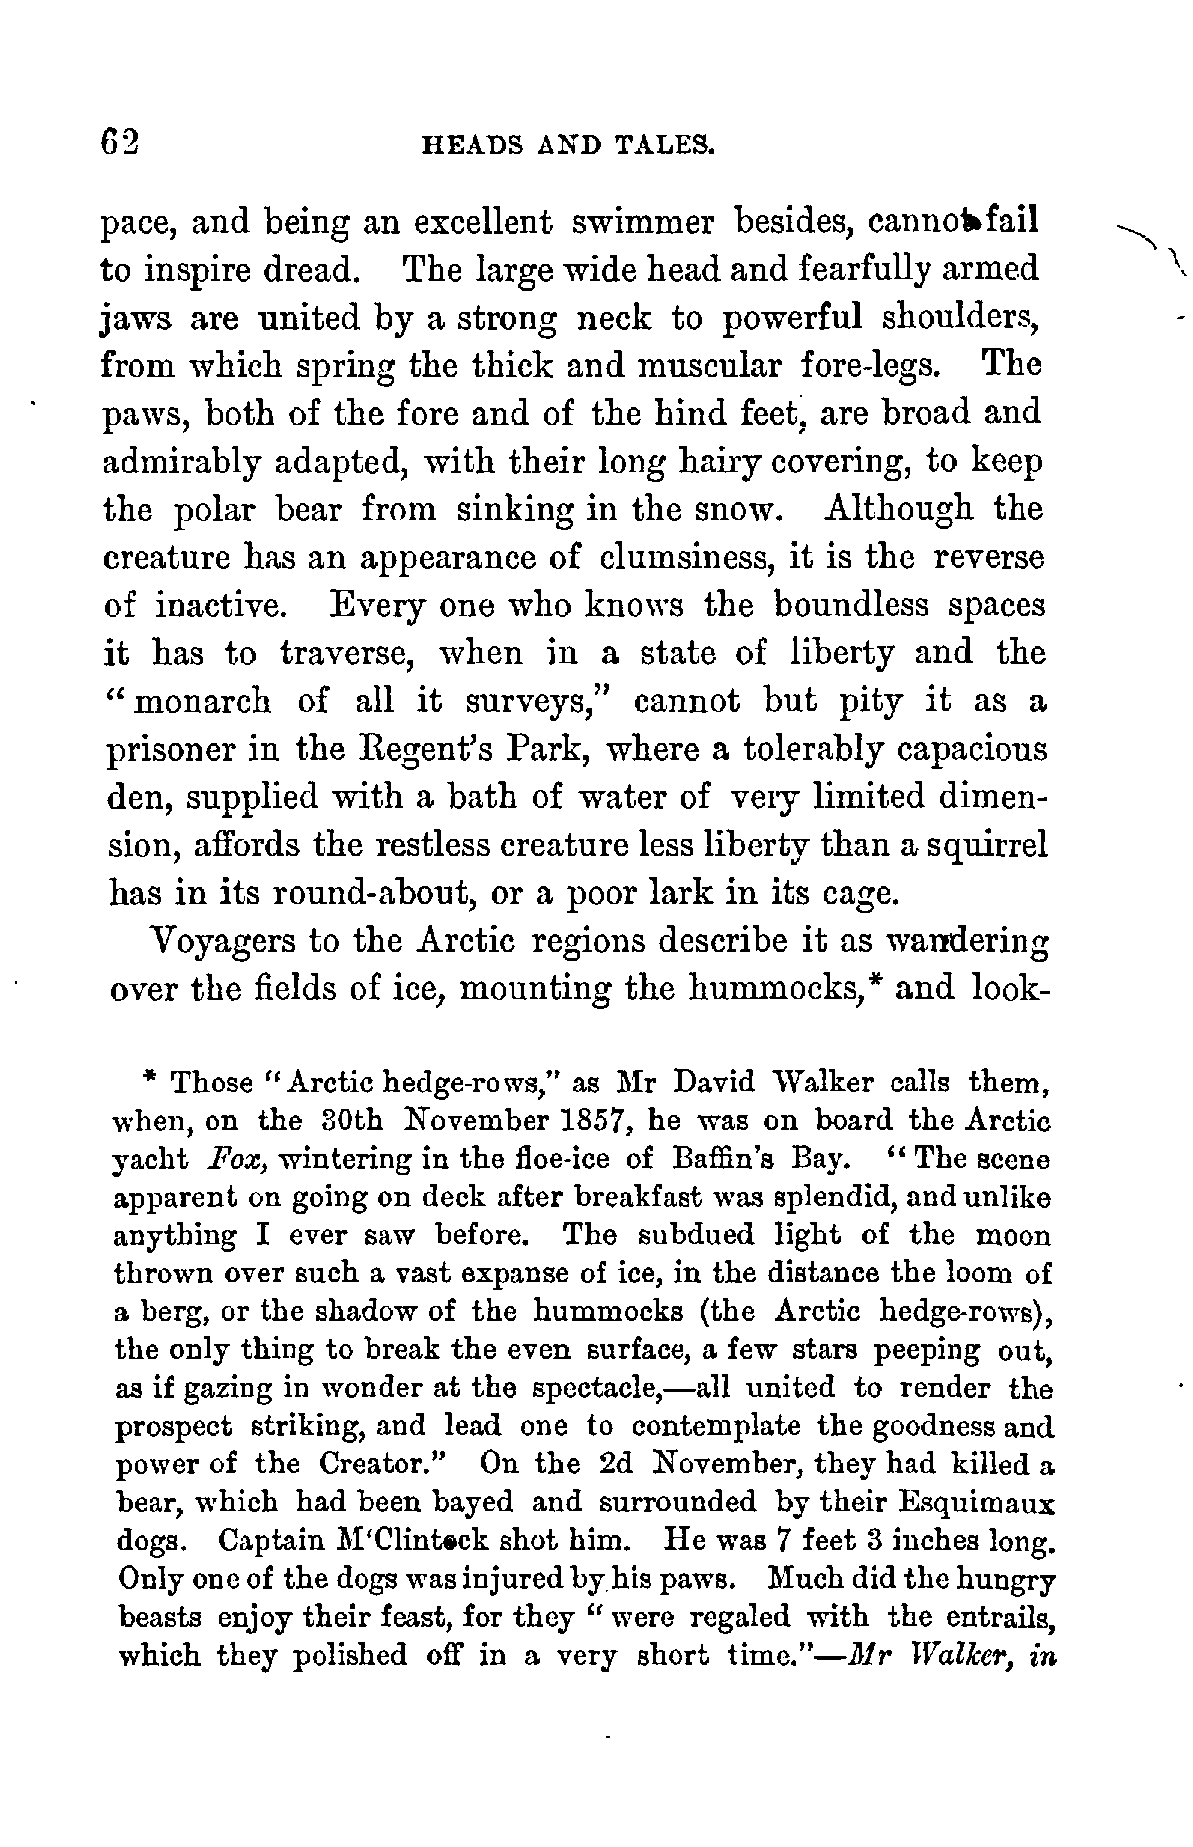 62 HEADS AND TALES.
pace, and being an excellent swimmer besides, cannot fail
to inspire dread. The large wide head and fearfully armed
jaws are united by a strong neck to powerful shoulders,
from which spring the thick and muscular fore-legs. The
paws, both of the fore and of the hind feet, are broad and
admirably adapted, with their long hairy covering, to keep
the polar bear from sinking in the snow. Although the
creature has an appearance of clumsiness, it is the reverse
of inactive. Every one who knows the boundless spaces
it has to traverse, when in a state of liberty and the
“monarch of all it surveys,” cannot but pity it as a
prisoner in the Regent’s Park, where a tolerably capacious
den, supplied with a bath of water of very limited dimen-
sion, affords the restless creature less liberty than a squirrel
has in its round-about, or a poor lark in its cage.
Voyagers to the Arctic regions describe it as wandering
over the fields of ice, mounting the hummocks,* and look-
* Those “Arctic hedge-rows,” as Mr David Walker calls them,
when, on the 30th November 1857, he was on board the Arctic
yacht Fox, wintering in the floe-ice of Baffin’s Bay. “The scene
apparent on going on deck after breakfast was splendid, and unlike
anything I ever saw before. The subdued light of the moon
thrown over such a vast expanse of ice, in the distance the loom of
a berg, or the shadow of the hummocks (the Arctic hedge-rows),
the only thing to break the even surface, a few stars peeping out,
as if gazing in wonder at the spectacle,—all united to render the
prospect striking, and lead one to contemplate the goodness and
power of the Creator.” On the 2d November, they had killed a
bear, which had been bayed and surrounded by their Esquimaux
dogs. Captain M‘Clintock shot him. He was 7 feet 3 inches long.
Only one of the dogs was injured by his paws. Much did the hungry
beasts enjoy their feast, for they “were regaled with the entrails,
which they polished off in a very short time.”—Mr Walker, in